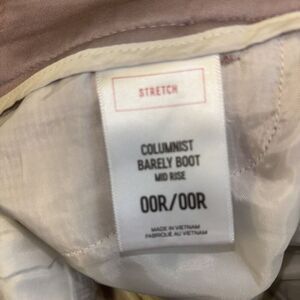 STRETCH
COLUMNIST
BARELY BOOT
MID RISE
00R/00R
MADE IN VIETNAM
FABRIQUÉ AU VIETNAM